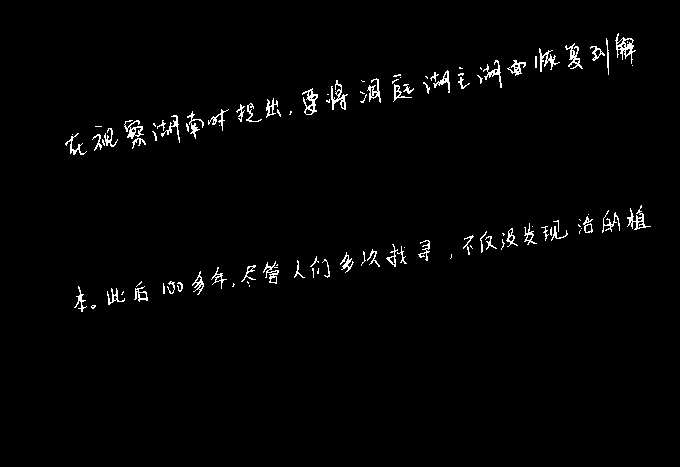 在视察湖南时提出,要将洞庭湖主湖面恢复到解
本。此后100多年,尽管人们多次找寻,不仅没发现活的植